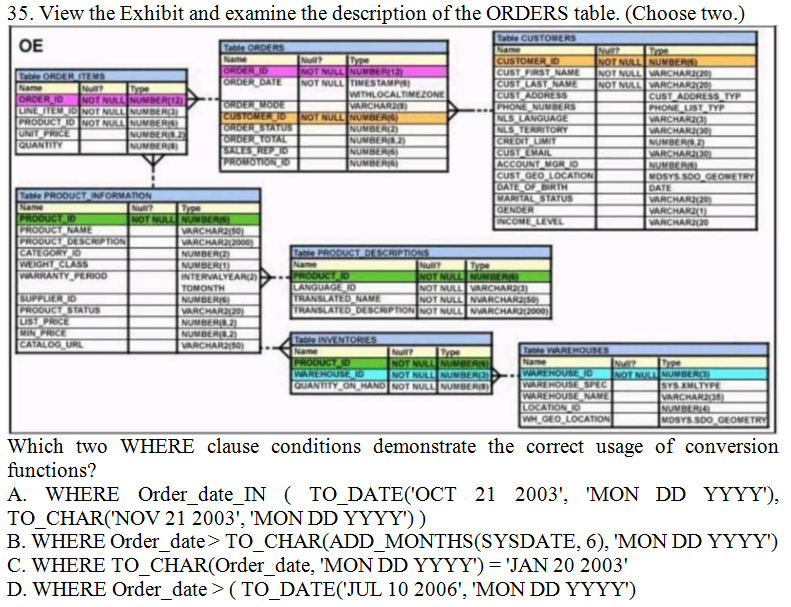 35. View the Exhibit and examine the description of the ORDERS table. (Choose two.)
OE
Table ORDERS
Name Null? Type
ORDER_ID NOT NULL NUMBER(12)
ORDER_DATE NOT NULL TIMESTAMP(6)
WITHLOCALTIMEZONE
ORDER_MODE VARCHAR2(8)
CUSTOMER_ID NOT NULL NUMBER(6)
ORDER_STATUS NUMBER(2)
ORDER_TOTAL NUMBER(8,2)
SALES_REP_ID NUMBER(6)
PROMOTION_ID NUMBER(6)
Table CUSTOMERS
Name Null? Type
CUSTOMER_ID NOT NULL NUMBER(6)
CUST_FIRST_NAME NOT NULL VARCHAR2(20)
CUST_LAST_NAME NOT NULL VARCHAR2(20)
CUST_ADDRESS CUST_ADDRESS_TYP
PHONE_NUMBERS PHONE_LIST_TYP
NLS_LANGUAGE VARCHAR2(3)
NLS_TERRITORY VARCHAR2(30)
CREDIT_LIMIT NUMBER(9,2)
CUST_EMAIL VARCHAR2(30)
ACCOUNT_MGR_ID NUMBER(6)
CUST_GEO_LOCATION MDSYS.SDO_GEOMETRY
DATE_OF_BIRTH DATE
MARITAL_STATUS VARCHAR2(20)
GENDER VARCHAR2(1)
INCOME_LEVEL VARCHAR2(20
Table ORDER_ITEMS
Name Null? Type
ORDER_ID NOT NULL NUMBER(12)
LINE_ITEM_ID NOT NULL NUMBER(3)
PRODUCT_ID NOT NULL NUMBER(6)
UNIT_PRICE NUMBER(8,2)
QUANTITY NUMBER(8)
Table PRODUCT_INFORMATION
Name Null? Type
PRODUCT_ID NOT NULL NUMBER(6)
PRODUCT_NAME VARCHAR2(50)
PRODUCT_DESCRIPTION VARCHAR2(2000)
CATEGORY_ID NUMBER(2)
WEIGHT_CLASS NUMBER(1)
WARRANTY_PERIOD INTERVALYEAR(2)
TOMONTH
SUPPLIER_ID NUMBER(6)
PRODUCT_STATUS VARCHAR2(20)
LIST_PRICE NUMBER(8,2)
MIN_PRICE NUMBER(8,2)
CATALOG_URL VARCHAR2(50)
Table PRODUCT_DESCRIPTIONS
Name Null? Type
PRODUCT_ID NOT NULL NUMBER(6)
LANGUAGE_ID NOT NULL VARCHAR2(3)
TRANSLATED_NAME NOT NULL NVARCHAR2(50)
TRANSLATED_DESCRIPTION NOT NULL NVARCHAR2(2000)
Table INVENTORIES
Name Null? Type
PRODUCT_ID NOT NULL NUMBER(6)
WAREHOUSE_ID NOT NULL NUMBER(3)
QUANTITY_ON_HAND NOT NULL NUMBER(8)
Table WAREHOUSES
Name Null? Type
WAREHOUSE_ID NOT NULL NUMBER(3)
WAREHOUSE_SPEC SYS.XMLTYPE
WAREHOUSE_NAME VARCHAR2(35)
LOCATION_ID NUMBER(4)
WH_GEO_LOCATION MDSYS.SDO_GEOMETRY
Which two WHERE clause conditions demonstrate the correct usage of conversion
functions?
A. WHERE Order_date_IN ( TO_DATE('OCT 21 2003', 'MON DD YYYY'),
TO_CHAR('NOV 21 2003', 'MON DD YYYY') )
B. WHERE Order_date> TO_CHAR(ADD_MONTHS(SYSDATE, 6), 'MON DD YYYY')
C. WHERE TO_CHAR(Order_date, 'MON DD YYYY') = 'JAN 20 2003'
D. WHERE Order_date > ( TO_DATE('JUL 10 2006', 'MON DD YYYY')